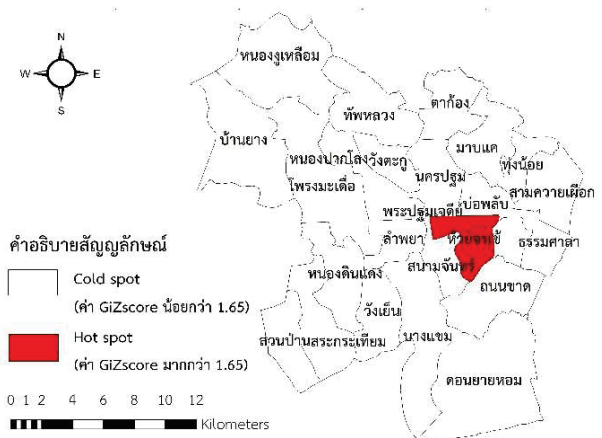 N
W E
S
หนองงูเหลือม
ตาก้อง
ทัพหลวง
บ้านยาง
มาบแค
หนองปากโลง วังตะกู
ทุ่งน้อย
นครปฐม
โพรงมะเดื่อ
สามควายเผือก
บ่อพลับ
พระปฐมเจดีย์
ลำพยา ห้วยจรเข้ ธรรมศาลา
คำอธิบายสัญญลักษณ์
สนามจันทร์
หนองดินแดง
Cold spot
ถนนขาด
(ค่า GiZscore น้อยกว่า 1.65)
วังเย็น
Hot spot
บางแขม
สวนป่าน สระกระเทียม
(ค่า GiZscore มากกว่า 1.65)
ดอนยายหอม
0 2 4 6 8 10 12
Kilometers